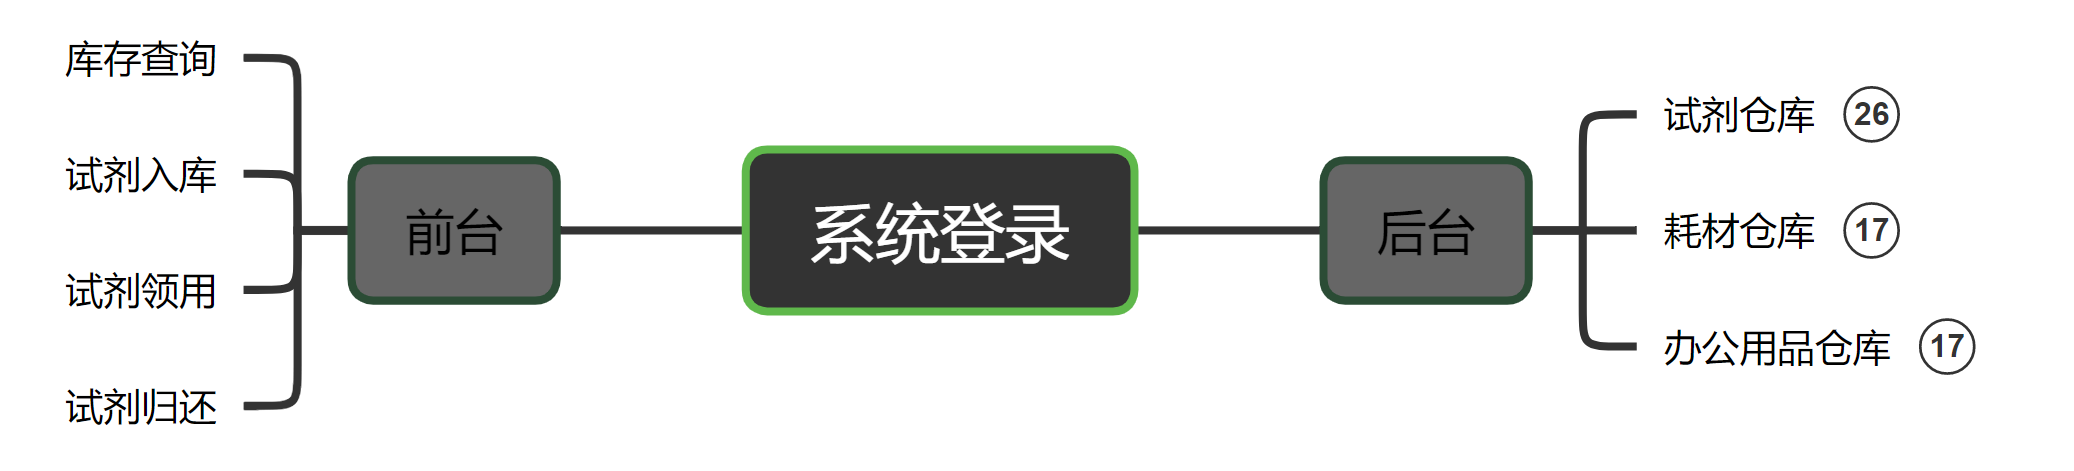 库存查询
试剂入库
试剂领用
试剂归还
前台
系统登录
后台
试剂仓库 26
耗材仓库 17
办公用品仓库 17